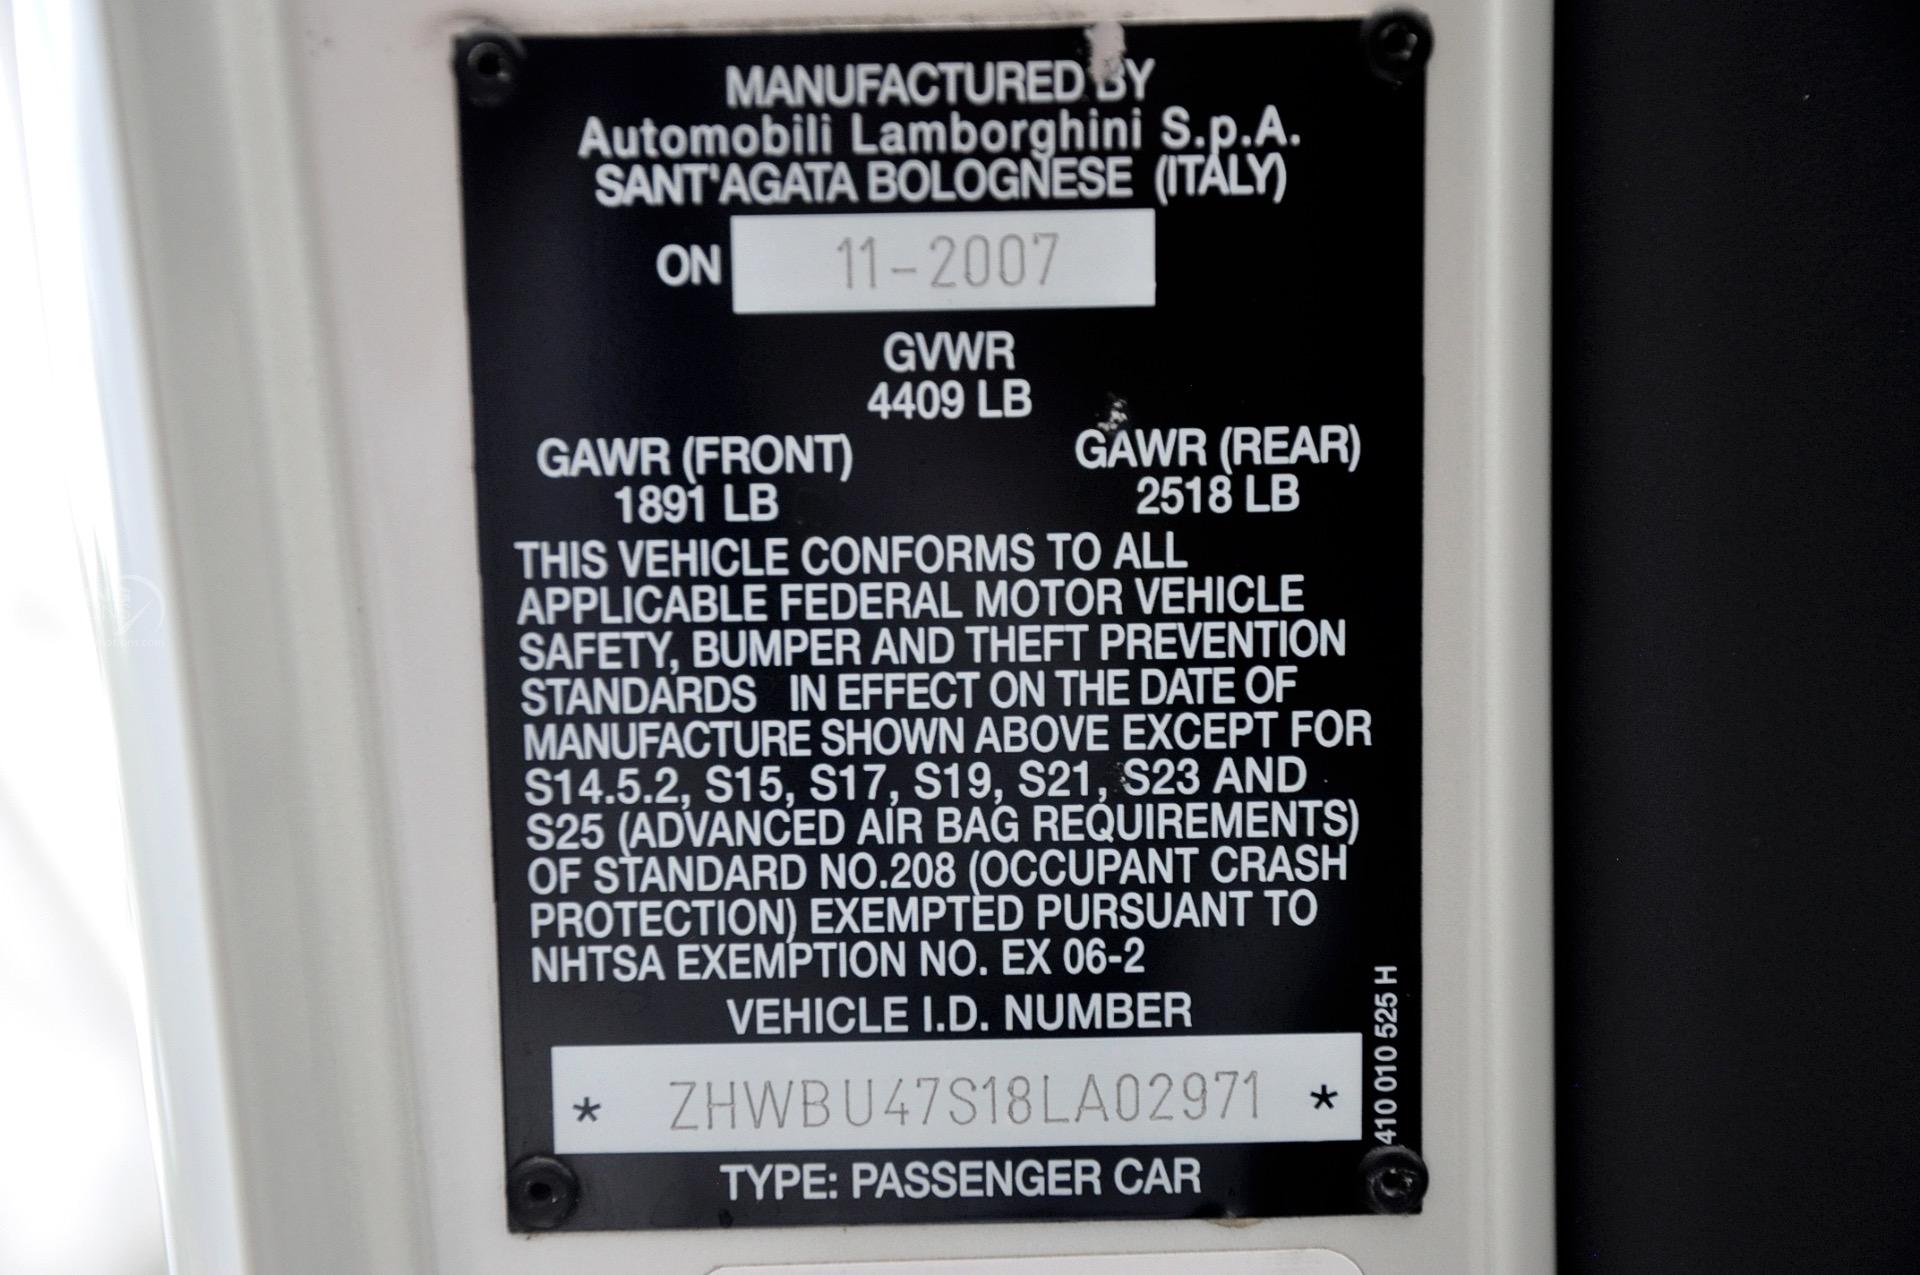 MANUFACTURED BY
Automobili Lamborghini S.p.A.
SANT'AGATA BOLOGNESE (ITALY)
ON 11-2007
GVWR
4409 LB
GAWR (FRONT) GAWR (REAR)
1891 LB 2518 LB
THIS VEHICLE CONFORMS TO ALL
APPLICABLE FEDERAL MOTOR VEHICLE
SAFETY, BUMPER AND THEFT PREVENTION
STANDARDS IN EFFECT ON THE DATE OF
MANUFACTURE SHOWN ABOVE EXCEPT FOR
S14.5.2, S15, S17, S19, S21, S23 AND
S25 (ADVANCED AIR BAG REQUIREMENTS)
OF STANDARD NO.208 (OCCUPANT CRASH
PROTECTION) EXEMPTED PURSUANT TO
NHTSA EXEMPTION NO. EX 06-2
VEHICLE I.D. NUMBER
* ZHWBU47S18LA02971 *
TYPE: PASSENGER CAR
410 010 525 H